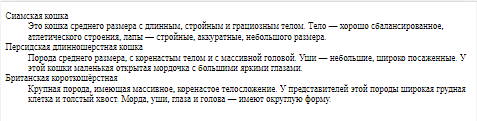 Сиамская кошка
Это кошка среднего размера с длинным, стройным и грациозным телом. Тело — хорошо сбалансированное,
атлетического строения, лапы — стройные, аккуратные, небольшого размера.
Персидская длинношерстная кошка
Порода среднего размера, с коренастым телом и с массивной головой. Уши — небольшие, широко посаженные. У
этой кошки маленькая открытая мордочка с большими яркими глазами.
Британская короткошёрстная
Крупная порода, имеющая массивное, коренастое телосложение. У представителей этой породы широкая грудная
клетка и толстый хвост. Морда, уши, глаза и голова — имеют округлую форму.